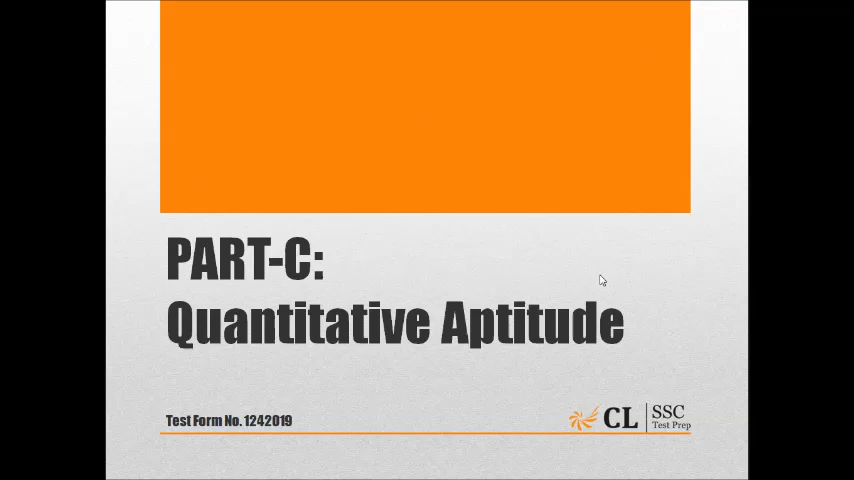 PART-C:
Quantitative Aptitude
Test Form No. 1242019
CL
SSC
Test Prep